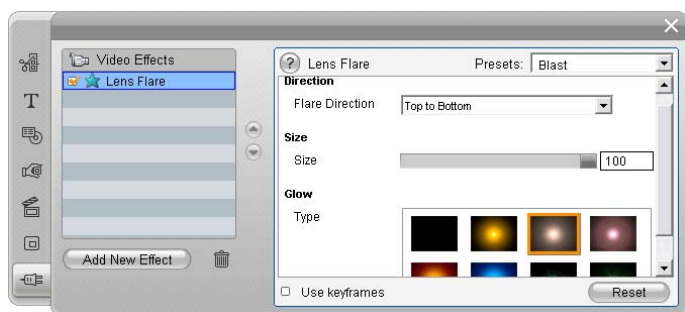 Video Effects
Lens Flare
Add New Effect
? Lens Flare Presets: Blast
Direction
Flare Direction Top to Bottom
Size
Size 100
Glow
Type
Use keyframes Reset
T